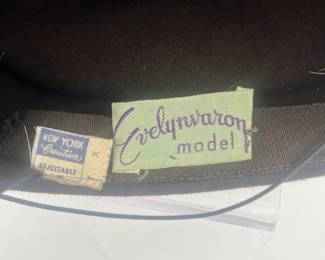 NEW YORK
Creation
ADJUSTABLE
X
Evelynvaron
model